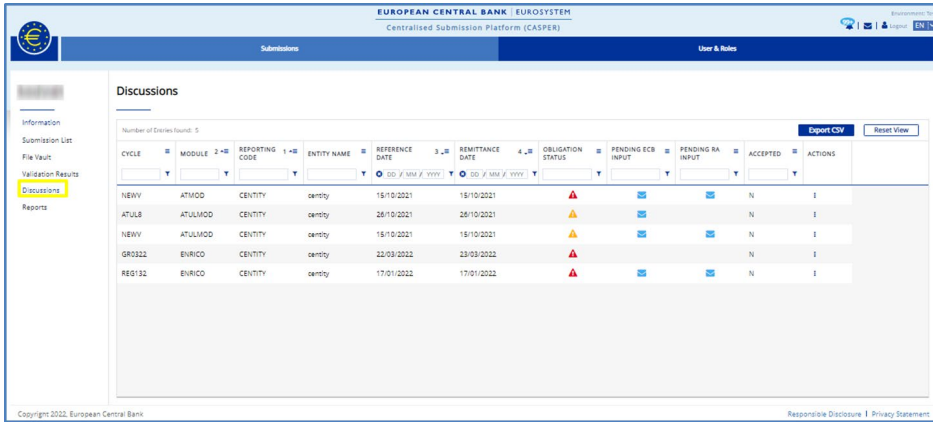 EUROPEAN CENTRAL BANK | EUROSYSTEM
Centralised Submission Platform (CASPER)
Logout EN
Submissions User & Roles
Discussions
Information
Submission List
File Vault
Validation Results
Discussions
Reports
Number of Entries found: 5 Export CSV Reset View
CYCLE MODULE 2 REPORTING CODE 1 ENTITY NAME REFERENCE DATE 3 REMITTANCE DATE 4 OBLIGATION STATUS PENDING ECB INPUT PENDING RA INPUT ACCEPTED ACTIONS
DD / MM / YYYY DD / MM / YYYY
NEWV ATMOD CENTITY centity 15/10/2021 15/10/2021 N
ATUL8 ATULMOD CENTITY centity 26/10/2021 26/10/2021 N
NEWV ATULMOD CENTITY centity 15/10/2021 15/10/2021 N
GR0322 ENRICO CENTITY centity 22/03/2022 23/03/2022 N
REG132 ENRICO CENTITY centity 17/01/2022 17/01/2022 N
Copyright 2022, European Central Bank Responsible Disclosure | Privacy Statement